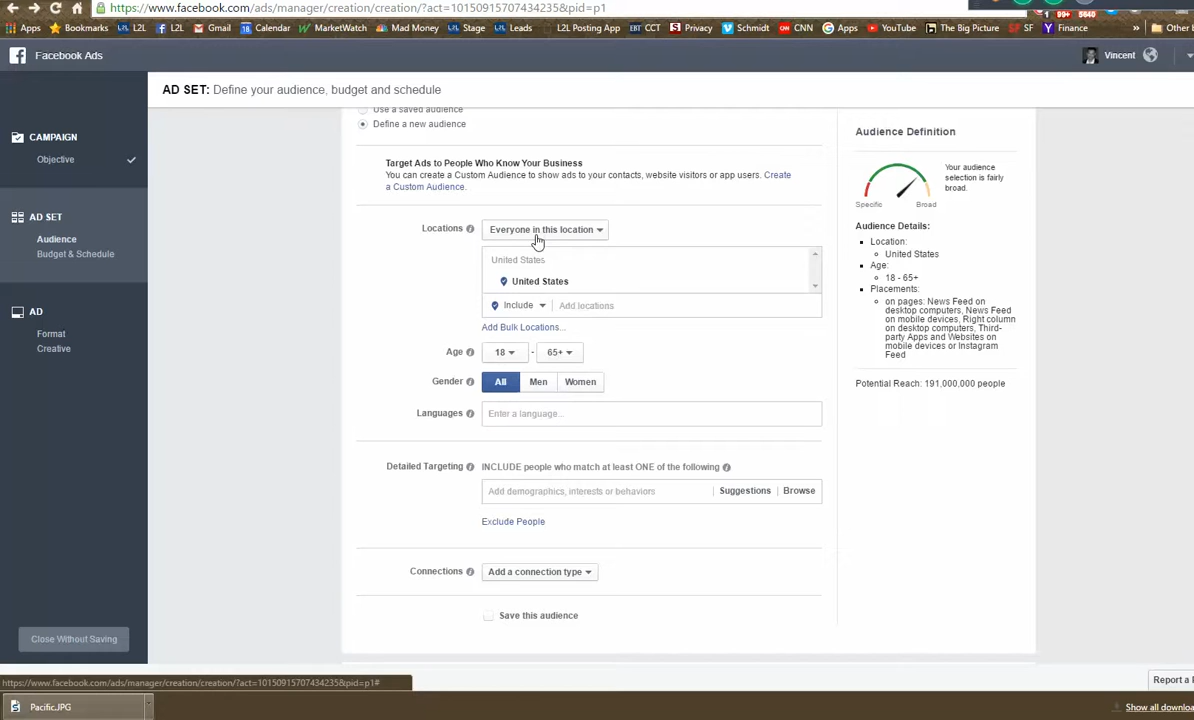 https://www.facebook.com/ads/manager/creation/creation/?act=10150915707434235&pid=p1
Apps Bookmarks L2L L2L Gmail Calendar MarketWatch Mad Money Stage Leads L2L Posting App EBT CCT Privacy Schmidt CNN Apps YouTube The Big Picture SF Finance » Other b
1 99+ 5640
Facebook Ads
Vincent
AD SET: Define your audience, budget and schedule
CAMPAIGN
Objective
AD SET
Audience
Budget & Schedule
AD
Format
Creative
Close Without Saving
Use a saved audience
Define a new audience
Target Ads to People Who Know Your Business
You can create a Custom Audience to show ads to your contacts, website visitors or app users. Create
a Custom Audience.
Locations
Everyone in this location
United States
United States
Include Add locations
Add Bulk Locations...
Age 18 - 65+
Gender All Men Women
Languages Enter a language...
Detailed Targeting INCLUDE people who match at least ONE of the following
Add demographics, interests or behaviors Suggestions Browse
Exclude People
Connections Add a connection type
Save this audience
Audience Definition
Specific Broad
Your audience
selection is fairly
broad.
Audience Details:
Location:
United States
Age:
18 - 65+
Placements:
on pages: News Feed on
desktop computers, News Feed
on mobile devices, Right column
on desktop computers, Third-
party Apps and Websites on
mobile devices or Instagram
Feed
Potential Reach: 191,000,000 people
https://www.facebook.com/ads/manager/creation/creation/?act=10150915707434235&pid=p1#
Report a P
Pacific.JPG
Show all downloa